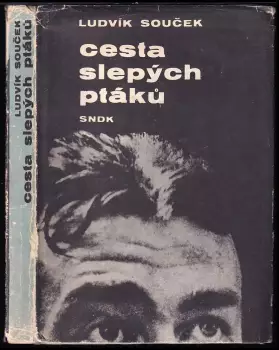 LUDVÍK SOUČEK
cesta slepých ptáků
LUDVÍK SOUČEK
cesta
slepých
ptáků
SNDK